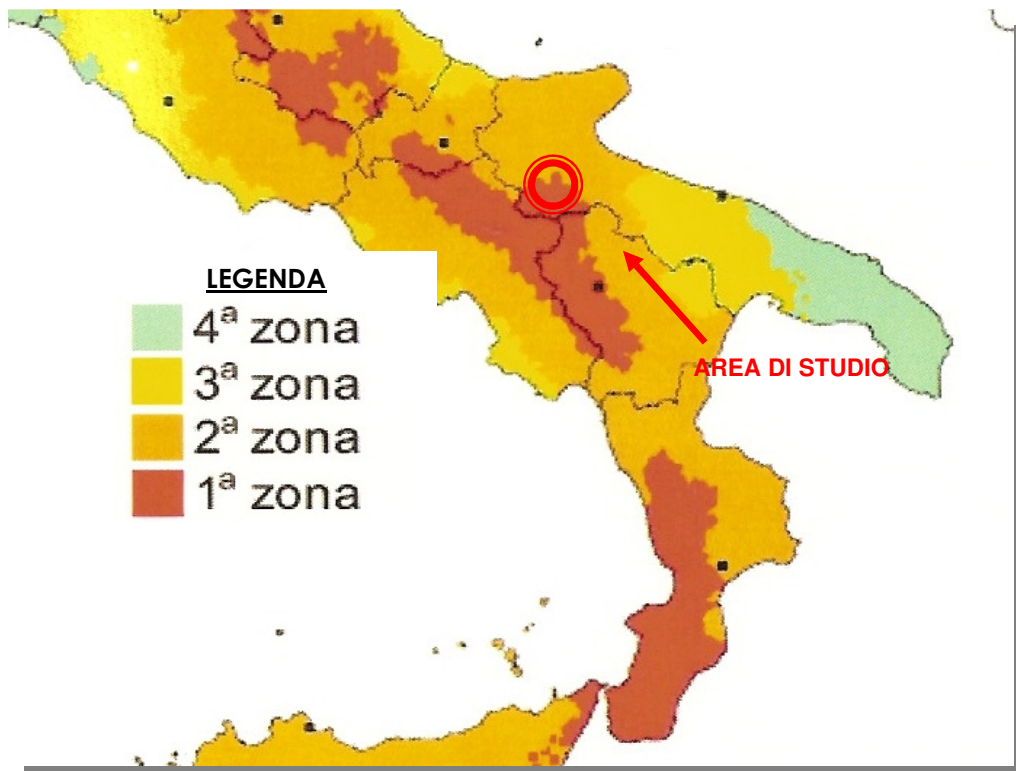 LEGENDA
4ª zona
3ª zona
2ª zona
1ª zona
AREA DI STUDIO